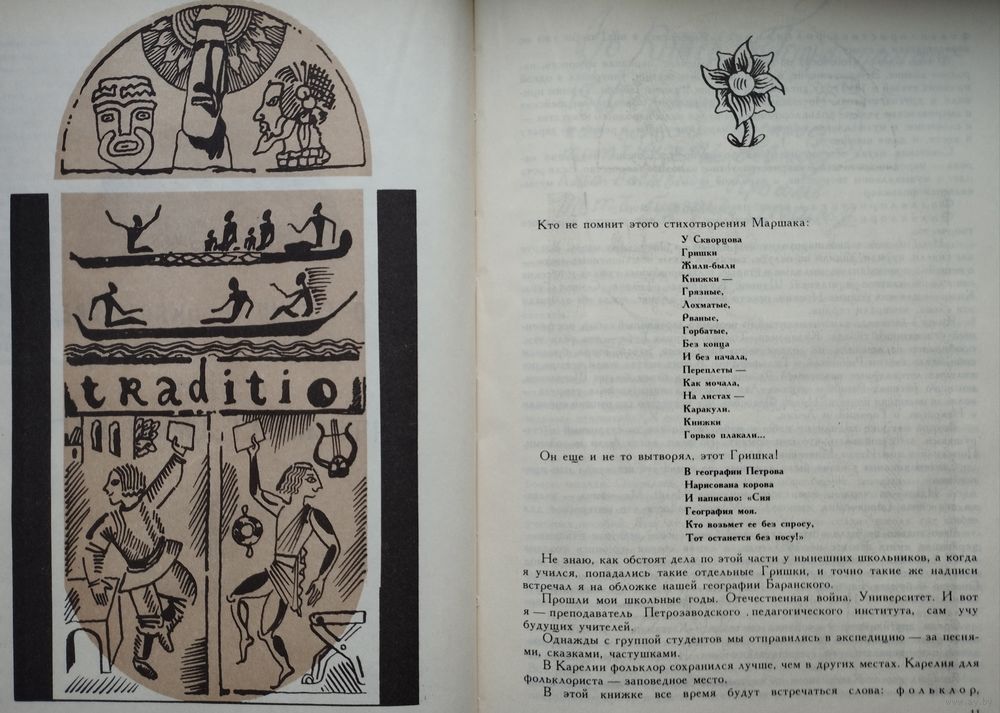 traditio
Кто не помнит этого стихотворения Маршака:
У Скворцова
Гришки
Жили-были
Книжки —
Грязные,
Лохматые,
Рваные,
Горбатые,
Без конца
И без начала,
Переплеты —
Как мочала,
На листах —
Каракули.
Книжки
Горько плакали...
Он еще и не то вытворял, этот Гришка!
В географии Петрова
Нарисована корова
И написано: «Сия
География моя.
Кто возьмет ее без спросу,
Тот останется без носу!»
Не знаю, как обстоят дела по этой части у нынешних школьников, а когда
я учился, попадались такие отдельные Гришки, и точно такие же надписи
встречал я на обложке нашей географии Баранского.
Прошли мои школьные годы. Отечественная война. Университет. И вот
я — преподаватель Петрозаводского педагогического института, сам учу
будущих учителей.
Однажды с группой студентов мы отправились в экспедицию — за песня-
ми, сказками, частушками.
В Карелии фольклор сохранился лучше, чем в других местах. Карелия для
фольклориста — заповедное место.
В этой книжке все время будут встречаться слова: фольклор,
11